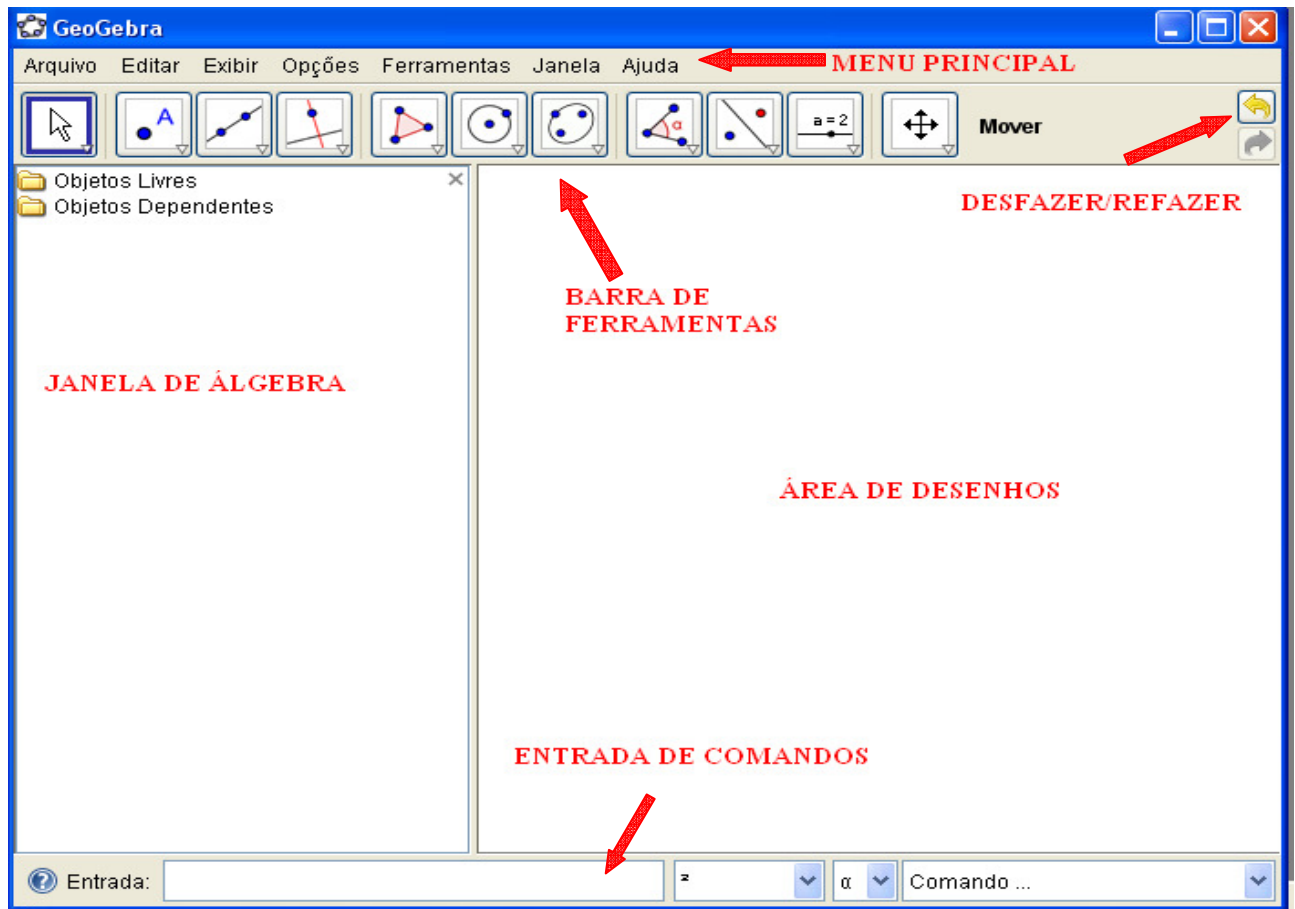 GeoGebra
Arquivo Editar Exibir Opções Ferramentas Janela Ajuda MENU PRINCIPAL
A α a = 2 Mover
Objetos Livres
Objetos Dependentes
DESFAZER/REFAZER
BARRA DE
FERRAMENTAS
JANELA DE ÁLGEBRA
ÁREA DE DESENHOS
ENTRADA DE COMANDOS
Entrada: ² α Comando ...